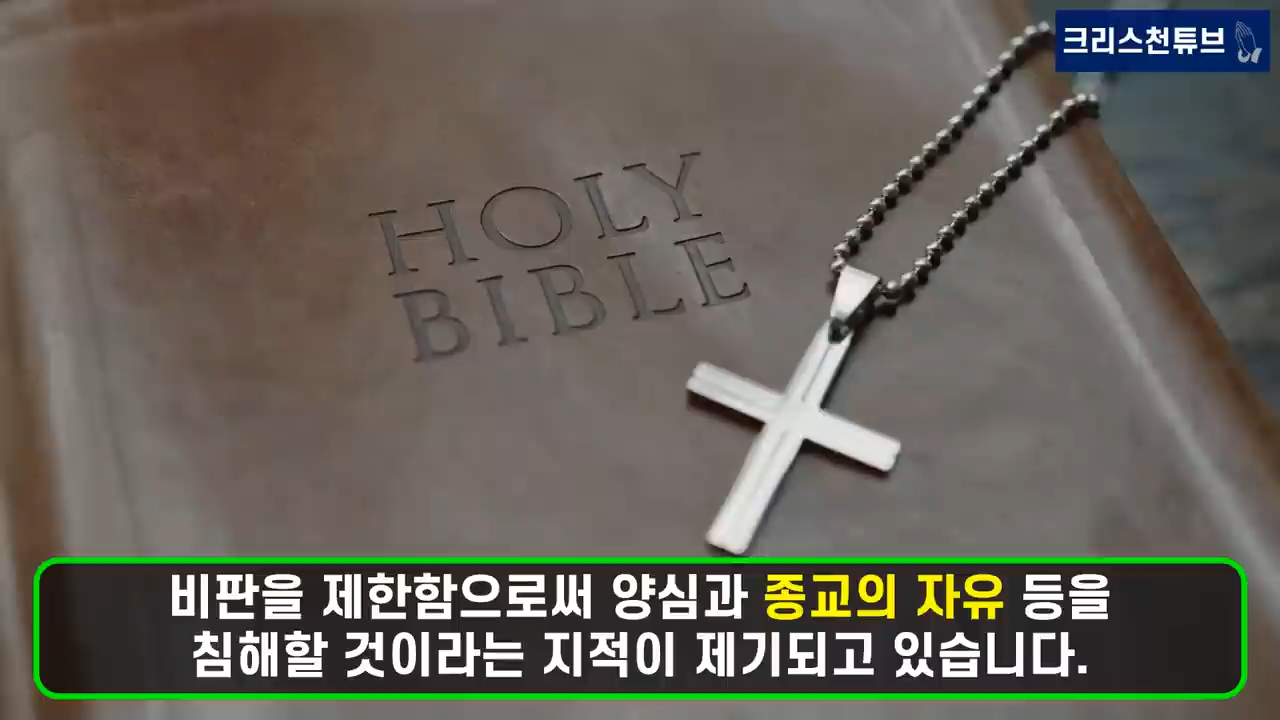 크리스천튜브
HOLY
BIBLE
비판을 제한함으로써 양심과 종교의 자유 등을
침해할 것이라는 지적이 제기되고 있습니다.